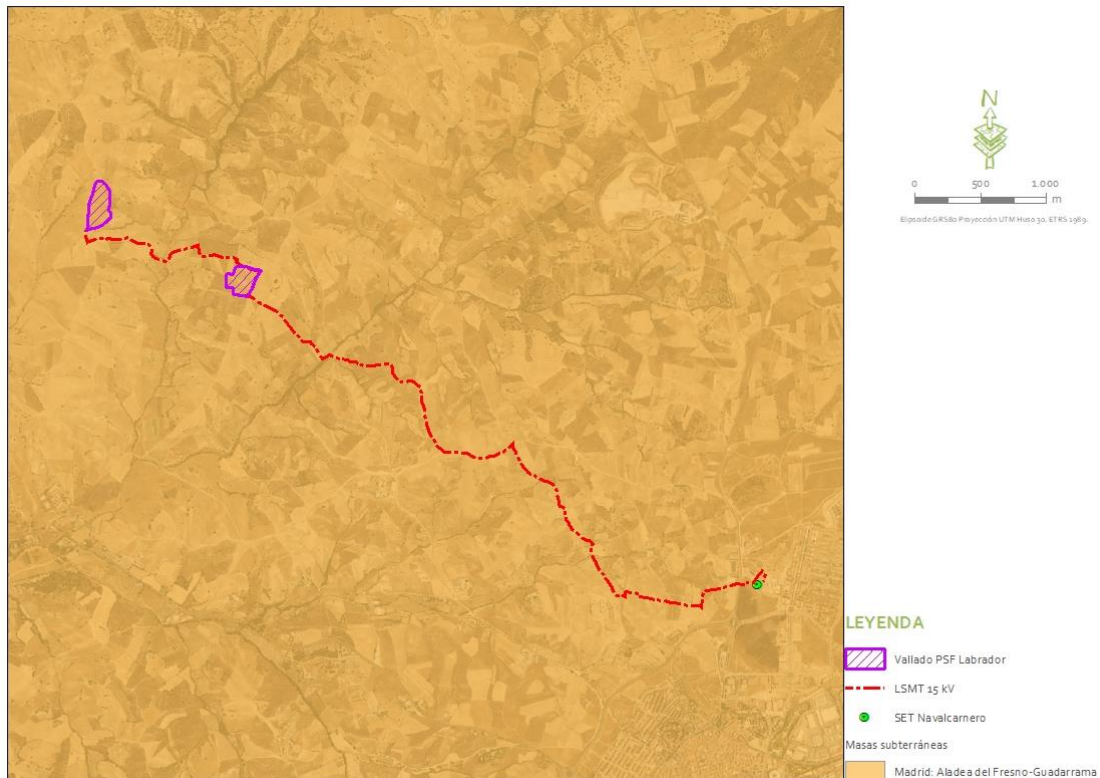 N
0 500 1.000
m
Elipsoide GRS80 Proyección UTM Huso 30, ETRS 1989.
LEYENDA
Vallado PSF Labrador
LSMT 15 kV
SET Navalcarnero
Masas subterráneas
Madrid: Aladea del Fresno-Guadarrama